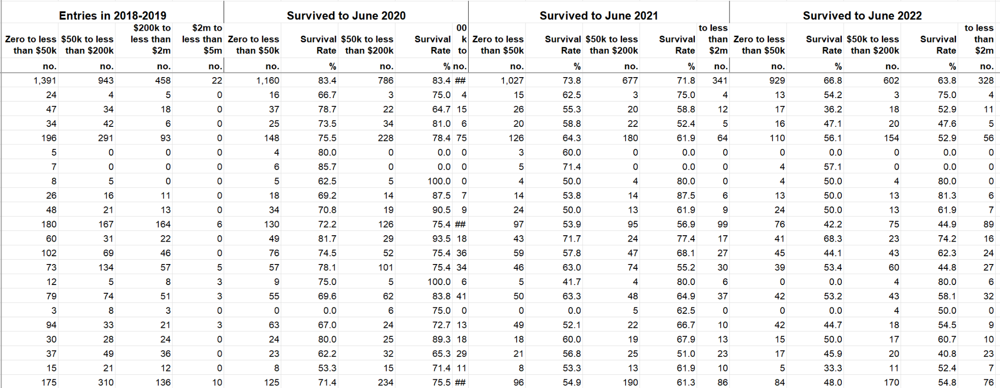 Entries in 2018-2019 Survived to June 2020 Survived to June 2021 Survived to June 2022
$200k to $2m to 00 to less to less
Zero to less $50k to less less than less than Zero to less Survival $50k to less Survival k Zero to less Survival $50k to less Survival than Zero to less Survival $50k to less Survival than
than $50k than $200k $2m $5m than $50k Rate than $200k Rate to than $50k Rate than $200k Rate $2m than $50k Rate than $200k Rate $2m
no. no. no. no. no. % no. % no. no. % no. % no. no. % no. % no.
1,391 943 458 22 1,160 83.4 786 83.4 ## 1,027 73.8 677 71.8 341 929 66.8 602 63.8 328
24 4 5 0 16 66.7 3 75.0 4 15 62.5 3 75.0 4 13 54.2 3 75.0 4
47 34 18 0 37 78.7 22 64.7 15 26 55.3 20 58.8 12 17 36.2 18 52.9 11
34 42 6 0 25 73.5 34 81.0 6 20 58.8 22 52.4 5 16 47.1 20 47.6 5
196 291 93 0 148 75.5 228 78.4 75 126 64.3 180 61.9 64 110 56.1 154 52.9 56
5 0 0 0 4 80.0 0 0.0 0 3 60.0 0 0.0 0 0 0.0 0 0.0 0
7 0 0 0 6 85.7 0 0.0 0 5 71.4 0 0.0 0 4 57.1 0 0.0 0
8 5 0 0 5 62.5 5 100.0 0 4 50.0 4 80.0 0 4 50.0 4 80.0 0
26 16 11 0 18 69.2 14 87.5 7 14 53.8 14 87.5 6 13 50.0 13 81.3 6
48 21 13 0 34 70.8 19 90.5 9 24 50.0 13 61.9 9 24 50.0 13 61.9 7
180 167 164 6 130 72.2 126 75.4 ## 97 53.9 95 56.9 99 76 42.2 75 44.9 89
60 31 22 0 49 81.7 29 93.5 18 43 71.7 24 77.4 17 41 68.3 23 74.2 16
102 69 46 0 76 74.5 52 75.4 36 59 57.8 47 68.1 27 45 44.1 43 62.3 24
73 134 57 5 57 78.1 101 75.4 34 46 63.0 74 55.2 30 39 53.4 60 44.8 27
12 5 8 3 9 75.0 5 100.0 6 5 41.7 4 80.0 6 0 0.0 4 80.0 6
79 74 51 3 55 69.6 62 83.8 41 50 63.3 48 64.9 37 42 53.2 43 58.1 32
3 8 3 0 0 0.0 6 75.0 0 0 0.0 5 62.5 0 0 0.0 4 50.0 0
94 33 21 3 63 67.0 24 72.7 13 49 52.1 22 66.7 10 42 44.7 18 54.5 9
30 28 24 0 24 80.0 25 89.3 18 18 60.0 19 67.9 13 15 50.0 17 60.7 10
37 49 36 0 23 62.2 32 65.3 29 21 56.8 25 51.0 23 17 45.9 20 40.8 23
15 21 12 0 8 53.3 15 71.4 11 8 53.3 13 61.9 10 5 33.3 11 52.4 7
175 310 136 10 125 71.4 234 75.5 ## 96 54.9 190 61.3 86 84 48.0 170 54.8 76